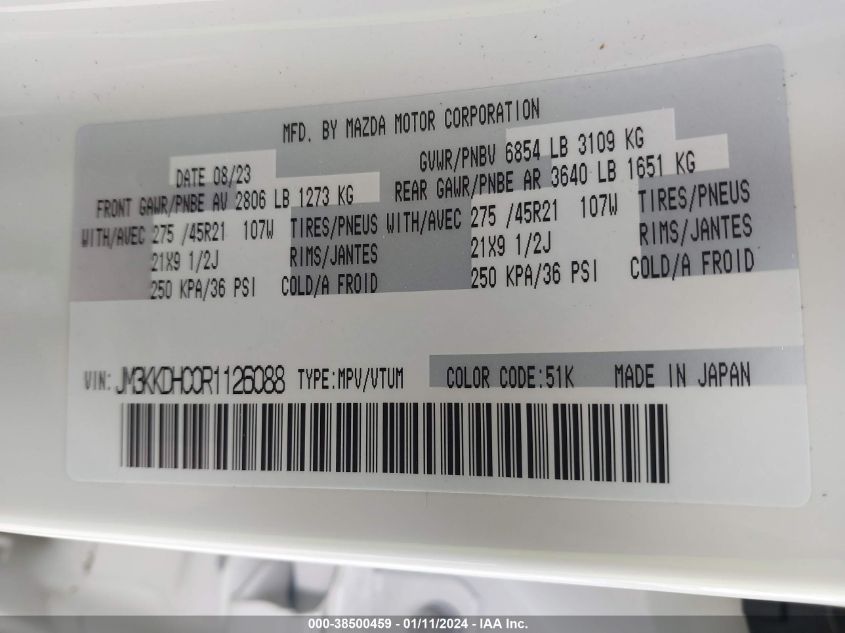 MFD. BY MAZDA MOTOR CORPORATION
DATE 08/23 GVWR/PNBV 6854 LB 3109 KG
FRONT GAWR/PNBE AV 2806 LB 1273 KG REAR GAWR/PNBE AR 3640 LB 1651 KG
WITH/AVEC 275 /45R21 107W TIRES/PNEUS WITH/AVEC 275 /45R21 107W TIRES/PNEUS
21X9 1/2J RIMS/JANTES 21X9 1/2J RIMS/JANTES
250 KPA/36 PSI COLD/A FROID 250 KPA/36 PSI COLD/A FROID
VIN: JM3KKDHC0R1126088 TYPE:MPV/VTUM COLOR CODE:51K MADE IN JAPAN
000-38500459 - 01/11/2024 - IAA Inc.